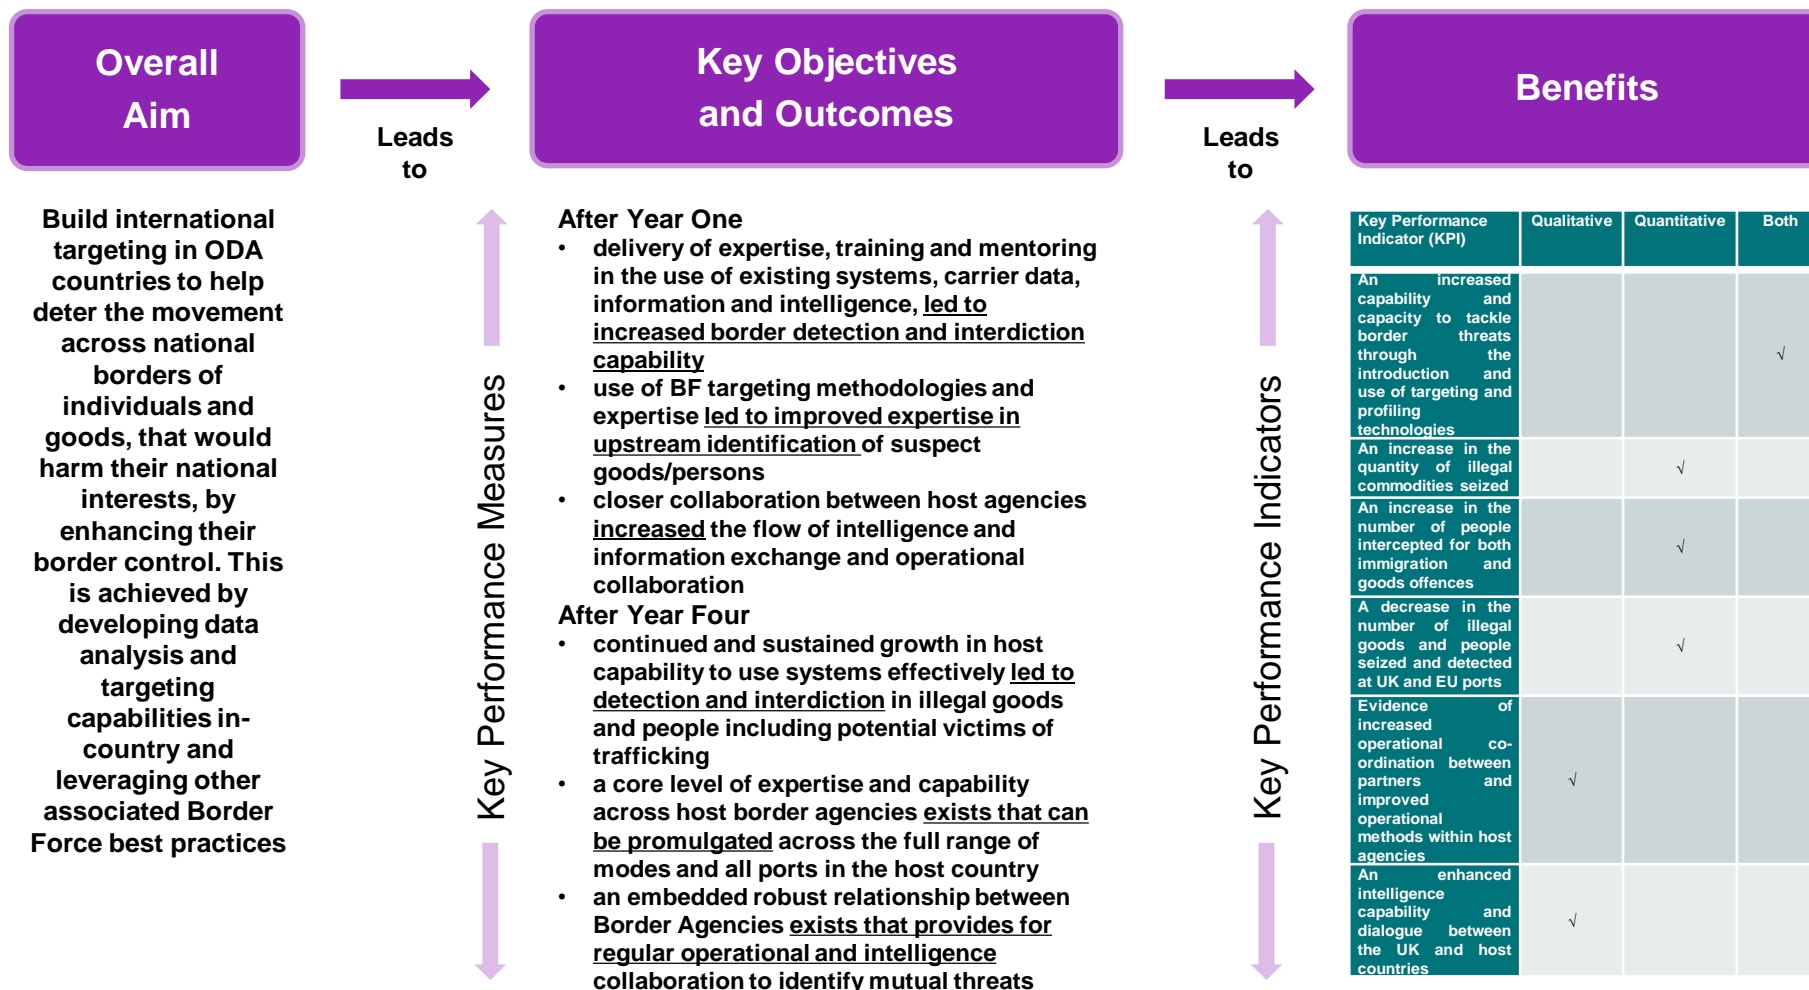 Overall
Aim
Leads
to
Key Objectives
and Outcomes
Leads
to
Benefits
Build international
targeting in ODA
countries to help
deter the movement
across national
borders of
individuals and
goods, that would
harm their national
interests, by
enhancing their
border control. This
is achieved by
developing data
analysis and
targeting
capabilities in-
country and
leveraging other
associated Border
Force best practices
Key Performance Measures
After Year One
• delivery of expertise, training and mentoring
in the use of existing systems, carrier data,
information and intelligence, led to
increased border detection and interdiction
capability
• use of BF targeting methodologies and
expertise led to improved expertise in
upstream identification of suspect
goods/persons
• closer collaboration between host agencies
increased the flow of intelligence and
information exchange and operational
collaboration
After Year Four
• continued and sustained growth in host
capability to use systems effectively led to
detection and interdiction in illegal goods
and people including potential victims of
trafficking
• a core level of expertise and capability
across host border agencies exists that can
be promulgated across the full range of
modes and all ports in the host country
• an embedded robust relationship between
Border Agencies exists that provides for
regular operational and intelligence
collaboration to identify mutual threats
Key Performance Indicators
Key Performance
Indicator (KPI)
Qualitative
Quantitative
Both
An increased
capability and
capacity to tackle
border threats
through the
introduction and
use of targeting and
profiling
technologies
√
An increase in the
quantity of illegal
commodities seized
√
An increase in the
number of people
intercepted for both
immigration and
goods offences
√
A decrease in the
number of illegal
goods and people
seized and detected
at UK and EU ports
√
Evidence of
increased
operational co-
ordination between
partners and
improved
operational
methods within host
agencies
√
An enhanced
intelligence
capability and
dialogue between
the UK and host
countries
√